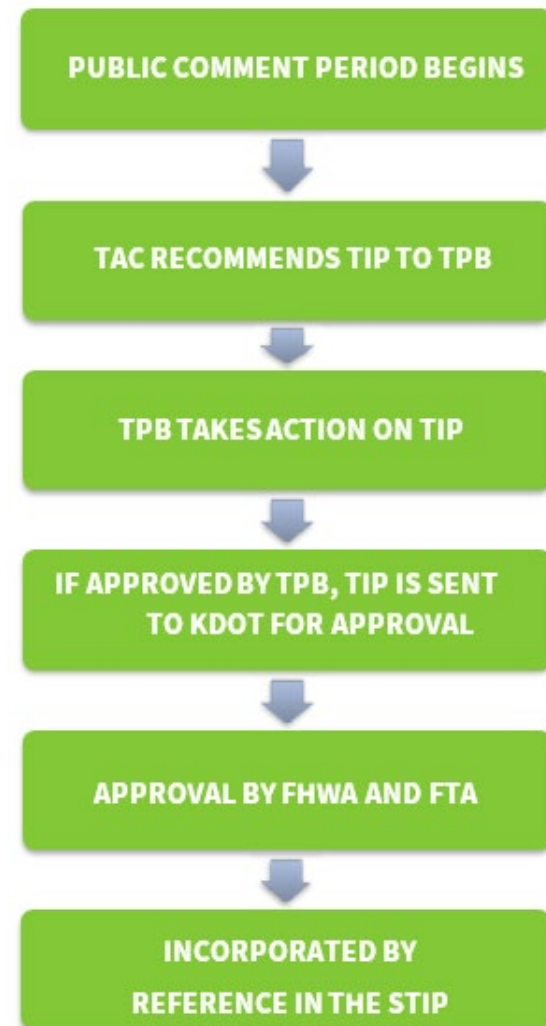 PUBLIC COMMENT PERIOD BEGINS
TAC RECOMMENDS TIP TO TPB
TPB TAKES ACTION ON TIP
IF APPROVED BY TPB, TIP IS SENT
TO KDOT FOR APPROVAL
APPROVAL BY FHWA AND FTA
INCORPORATED BY
REFERENCE IN THE STIP